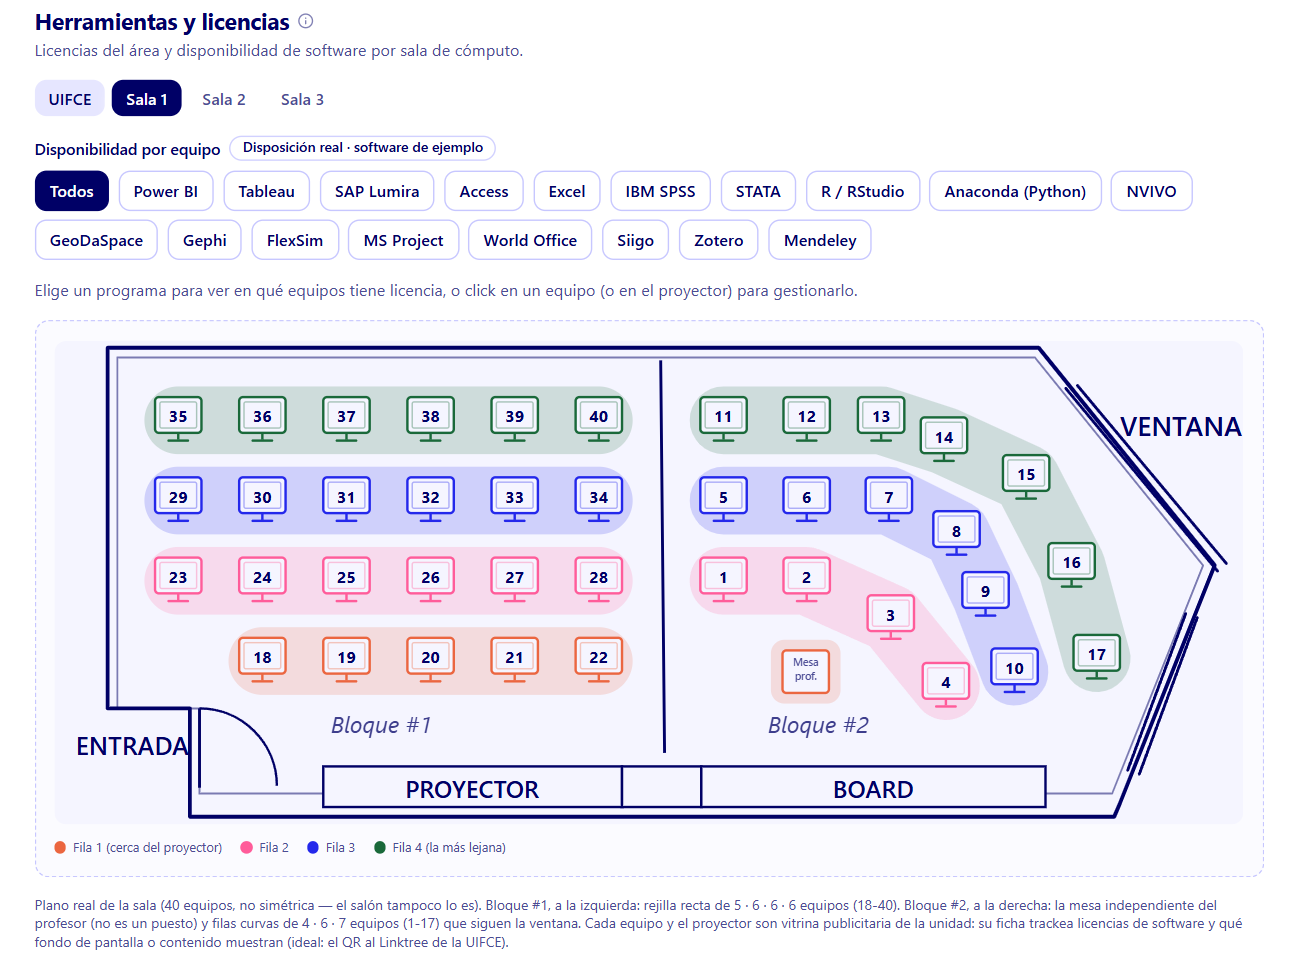 Herramientas y licencias
Licencias del área y disponibilidad de software por sala de cómputo.
UIFCE Sala 1 Sala 2 Sala 3
Disponibilidad por equipo Disposición real · software de ejemplo
Todos Power BI Tableau SAP Lumira Access Excel IBM SPSS STATA R / RStudio Anaconda (Python) NVIVO
GeoDaSpace Gephi FlexSim MS Project World Office Siigo Zotero Mendeley
Elige un programa para ver en qué equipos tiene licencia, o click en un equipo (o en el proyector) para gestionarlo.
35 36 37 38 39 40 11 12 13
14
VENTANA
15
29 30 31 32 33 34 5 6 7
8
16
23 24 25 26 27 28 1 2
9
3
18 19 20 21 22
Mesa
prof.
17
10
4
Bloque #1 Bloque #2
ENTRADA
PROYECTOR BOARD
Fila 1 (cerca del proyector) Fila 2 Fila 3 Fila 4 (la más lejana)
Plano real de la sala (40 equipos, no simétrica — el salón tampoco lo es). Bloque #1, a la izquierda: rejilla recta de 5 · 6 · 6 · 6 equipos (18-40). Bloque #2, a la derecha: la mesa independiente del
profesor (no es un puesto) y filas curvas de 4 · 6 · 7 equipos (1-17) que siguen la ventana. Cada equipo y el proyector son vitrina publicitaria de la unidad: su ficha trackea licencias de software y qué
fondo de pantalla o contenido muestran (ideal: el QR al Linktree de la UIFCE).